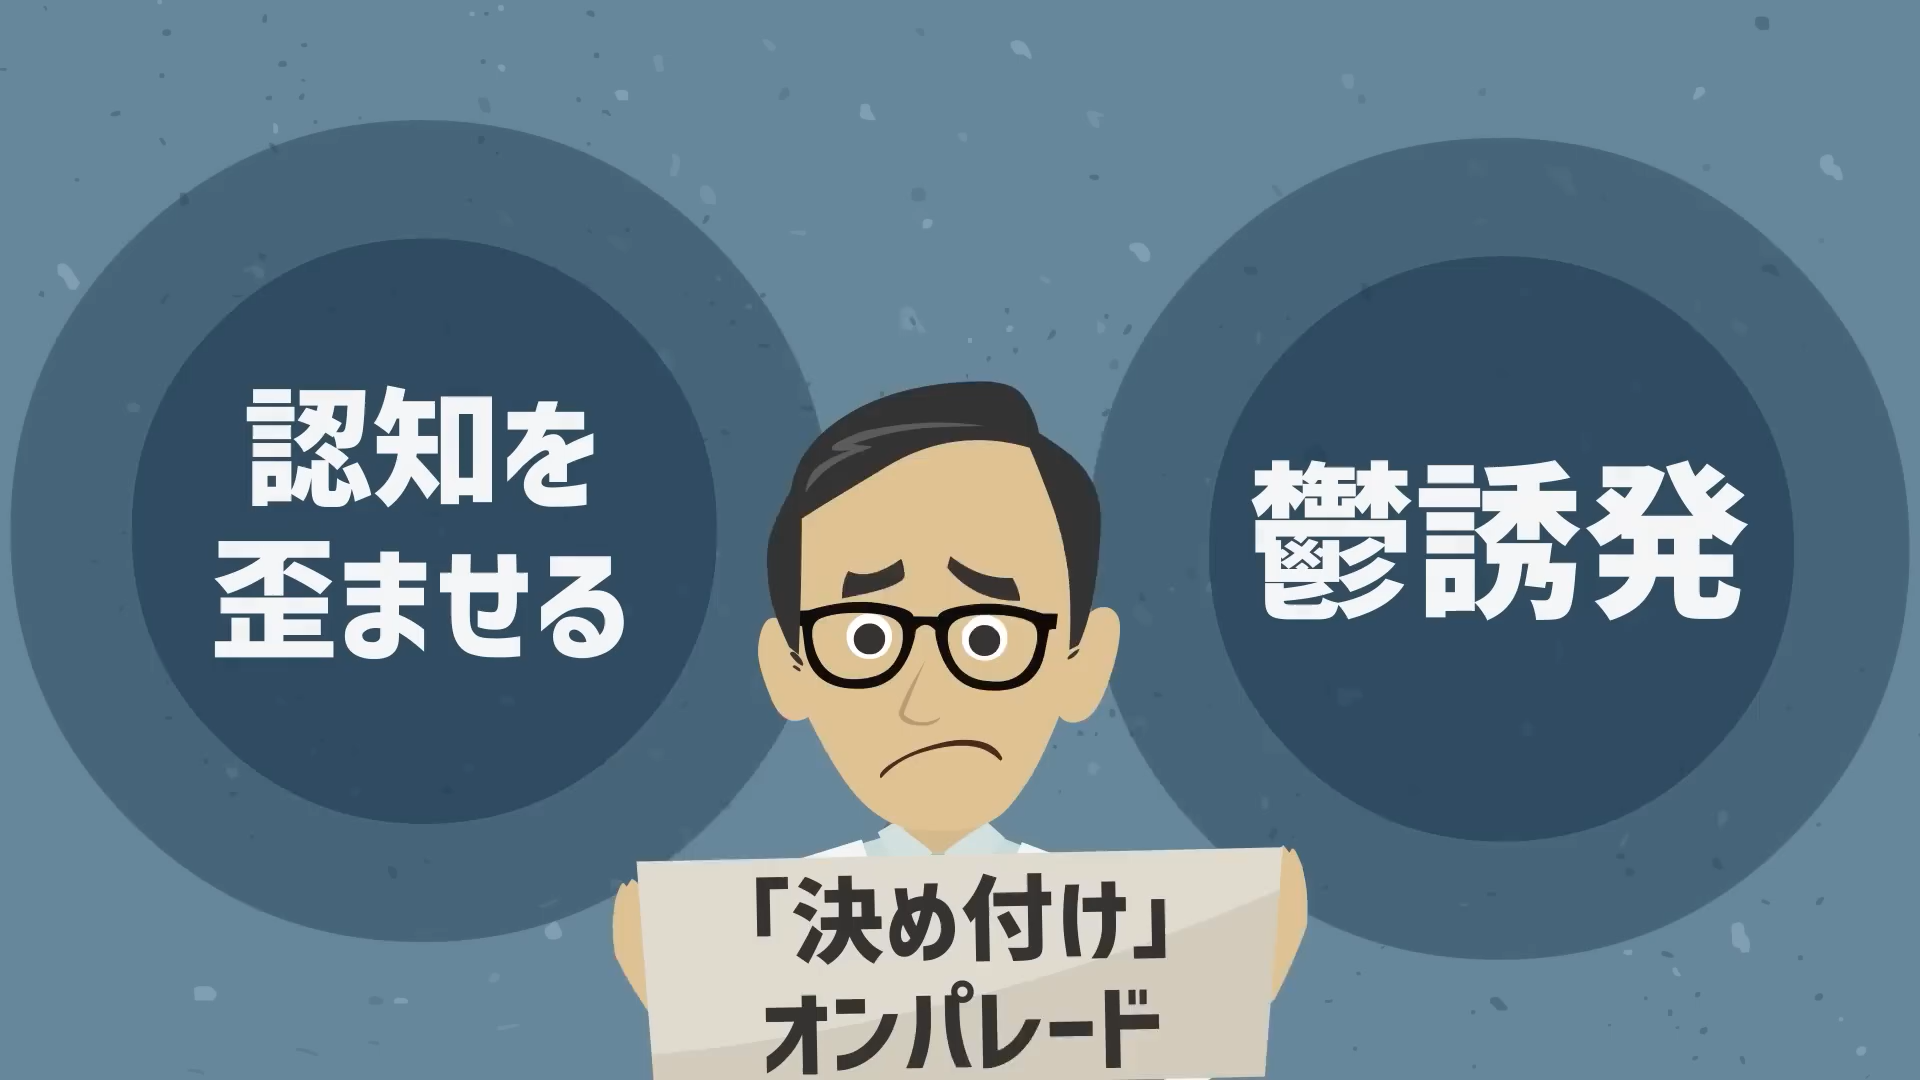 認知を
歪ませる
鬱誘発
「決め付け」
オンパレード